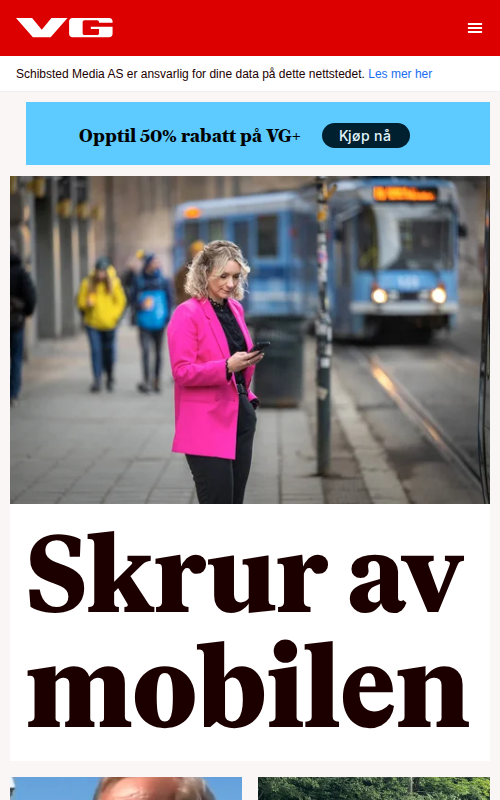 VG
Schibsted Media AS er ansvarlig for dine data på dette nettstedet. Les mer her
Opptil 50% rabatt på VG+
Kjøp nå
Skrur av
mobilen